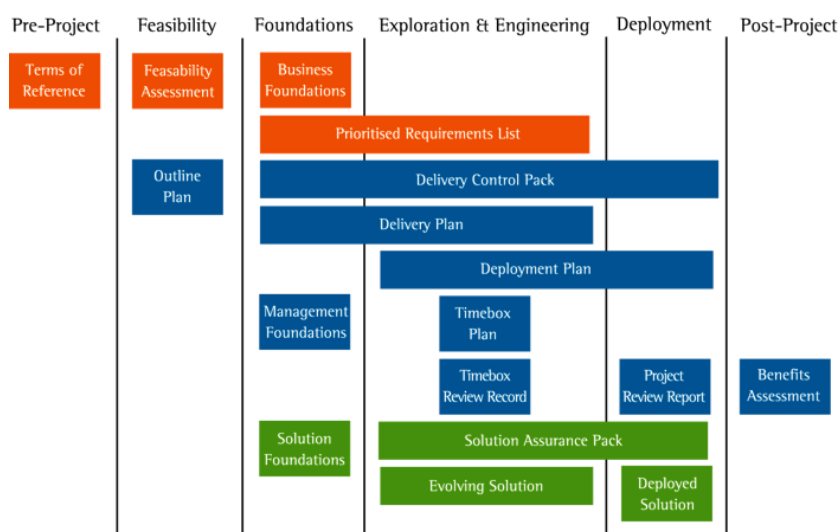 Pre-Project
Feasibility
Foundations
Exploration & Engineering
Deployment
Post-Project
Terms of
Reference
Feasability
Assessment
Business
Foundations
Prioritised Requirements List
Outline
Plan
Delivery Control Pack
Delivery Plan
Deployment Plan
Management
Foundations
Timebox
Plan
Timebox
Review Record
Project
Review Report
Benefits
Assessment
Solution
Foundations
Solution Assurance Pack
Evolving Solution
Deployed
Solution